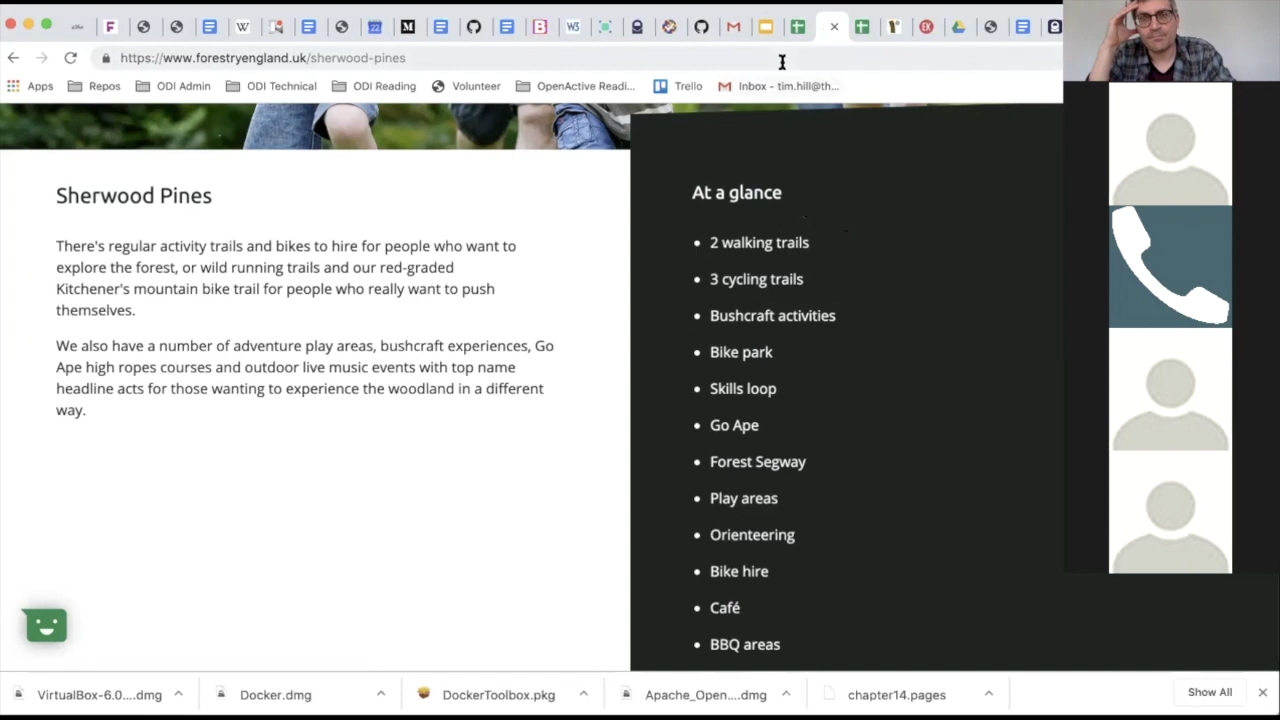 https://www.forestryengland.uk/sherwood-pines
Apps Repos ODI Admin ODI Technical ODI Reading Volunteer OpenActive Readi... Trello Inbox - tim.hill@th...
Sherwood Pines
There's regular activity trails and bikes to hire for people who want to
explore the forest, or wild running trails and our red-graded
Kitchener's mountain bike trail for people who really want to push
themselves.
We also have a number of adventure play areas, bushcraft experiences, Go
Ape high ropes courses and outdoor live music events with top name
headline acts for those wanting to experience the woodland in a different
way.
At a glance
2 walking trails
3 cycling trails
Bushcraft activities
Bike park
Skills loop
Go Ape
Forest Segway
Play areas
Orienteering
Bike hire
Café
BBQ areas
VirtualBox-6.0....dmg Docker.dmg DockerToolbox.pkg Apache_Open....dmg chapter14.pages Show All